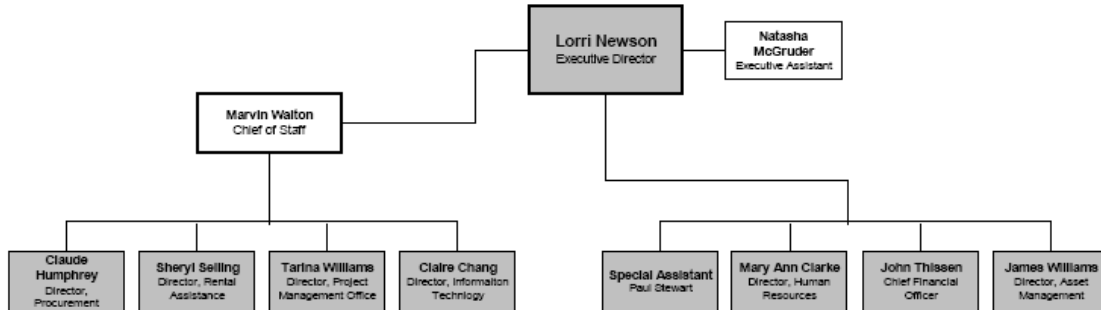 Lorri Newson
Executive Director
Natasha
McGruder
Executive Assistant
Marvin Walton
Chief of Staff
Claude
Humphrey
Director,
Procurement
Sheryl Seiling
Director, Rental
Assistance
Tarina Williams
Director, Project
Management Office
Claire Chang
Director, Information
Technlogy
Special Assistant
Paul Stewart
Mary Ann Clarke
Director, Human
Resources
John Thissen
Chief Financial
Officer
James Williams
Director, Asset
Management